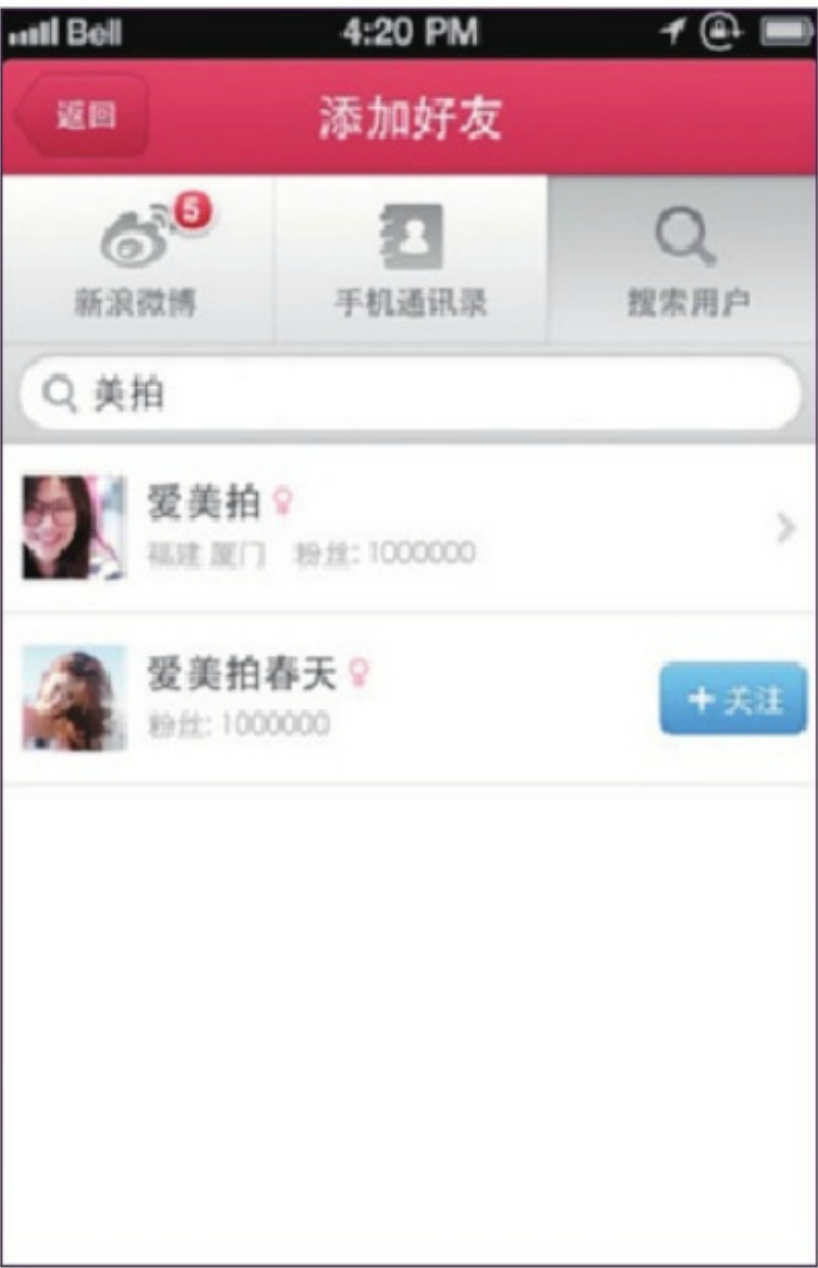 Bell 4:20 PM
返回 添加好友
5
新浪微博 手机通讯录 搜索用户
美拍
爱美拍
福建 厦门 粉丝: 1000000
爱美拍春天
+ 关注
粉丝: 1000000